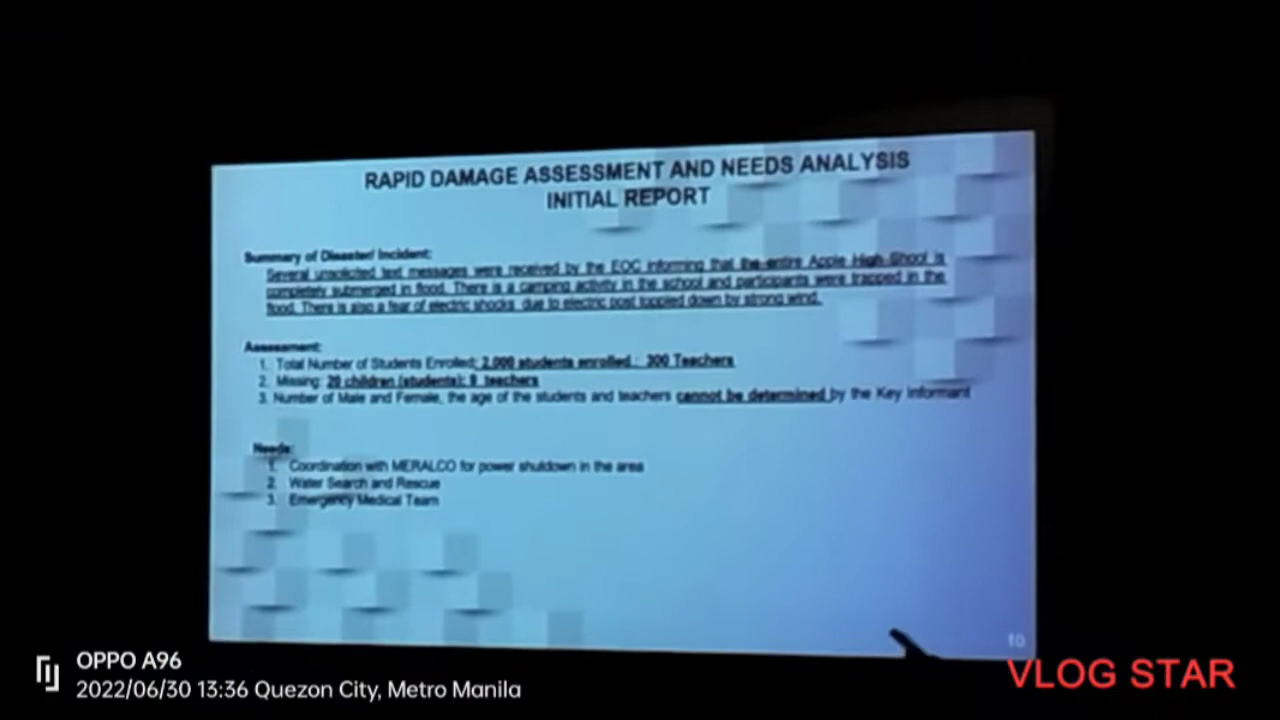 RAPID DAMAGE ASSESSMENT AND NEEDS ANALYSIS
INITIAL REPORT
Summary of Disaster/ Incident:
Several unsolicited text messages were received by the EOC informing that the entire Apple High Shool is
completely submerged in flood. There is a camping activity in the school and participants were trapped in the
flood. There is also a fear of electric shocks due to electric post toppled down by strong wind.
Assessment:
1. Total Number of Students Enrolled: 2,000 students enrolled : 300 Teachers
2. Missing: 20 children (students); 9 teachers
3. Number of Male and Female, the age of the students and teachers cannot be determined by the Key Informant
Needs:
1. Coordination with MERALCO for power shutdown in the area
2. Water Search and Rescue
3. Emergency Medical Team
10
OPPO A96
2022/06/30 13:36 Quezon City, Metro Manila
VLOG STAR